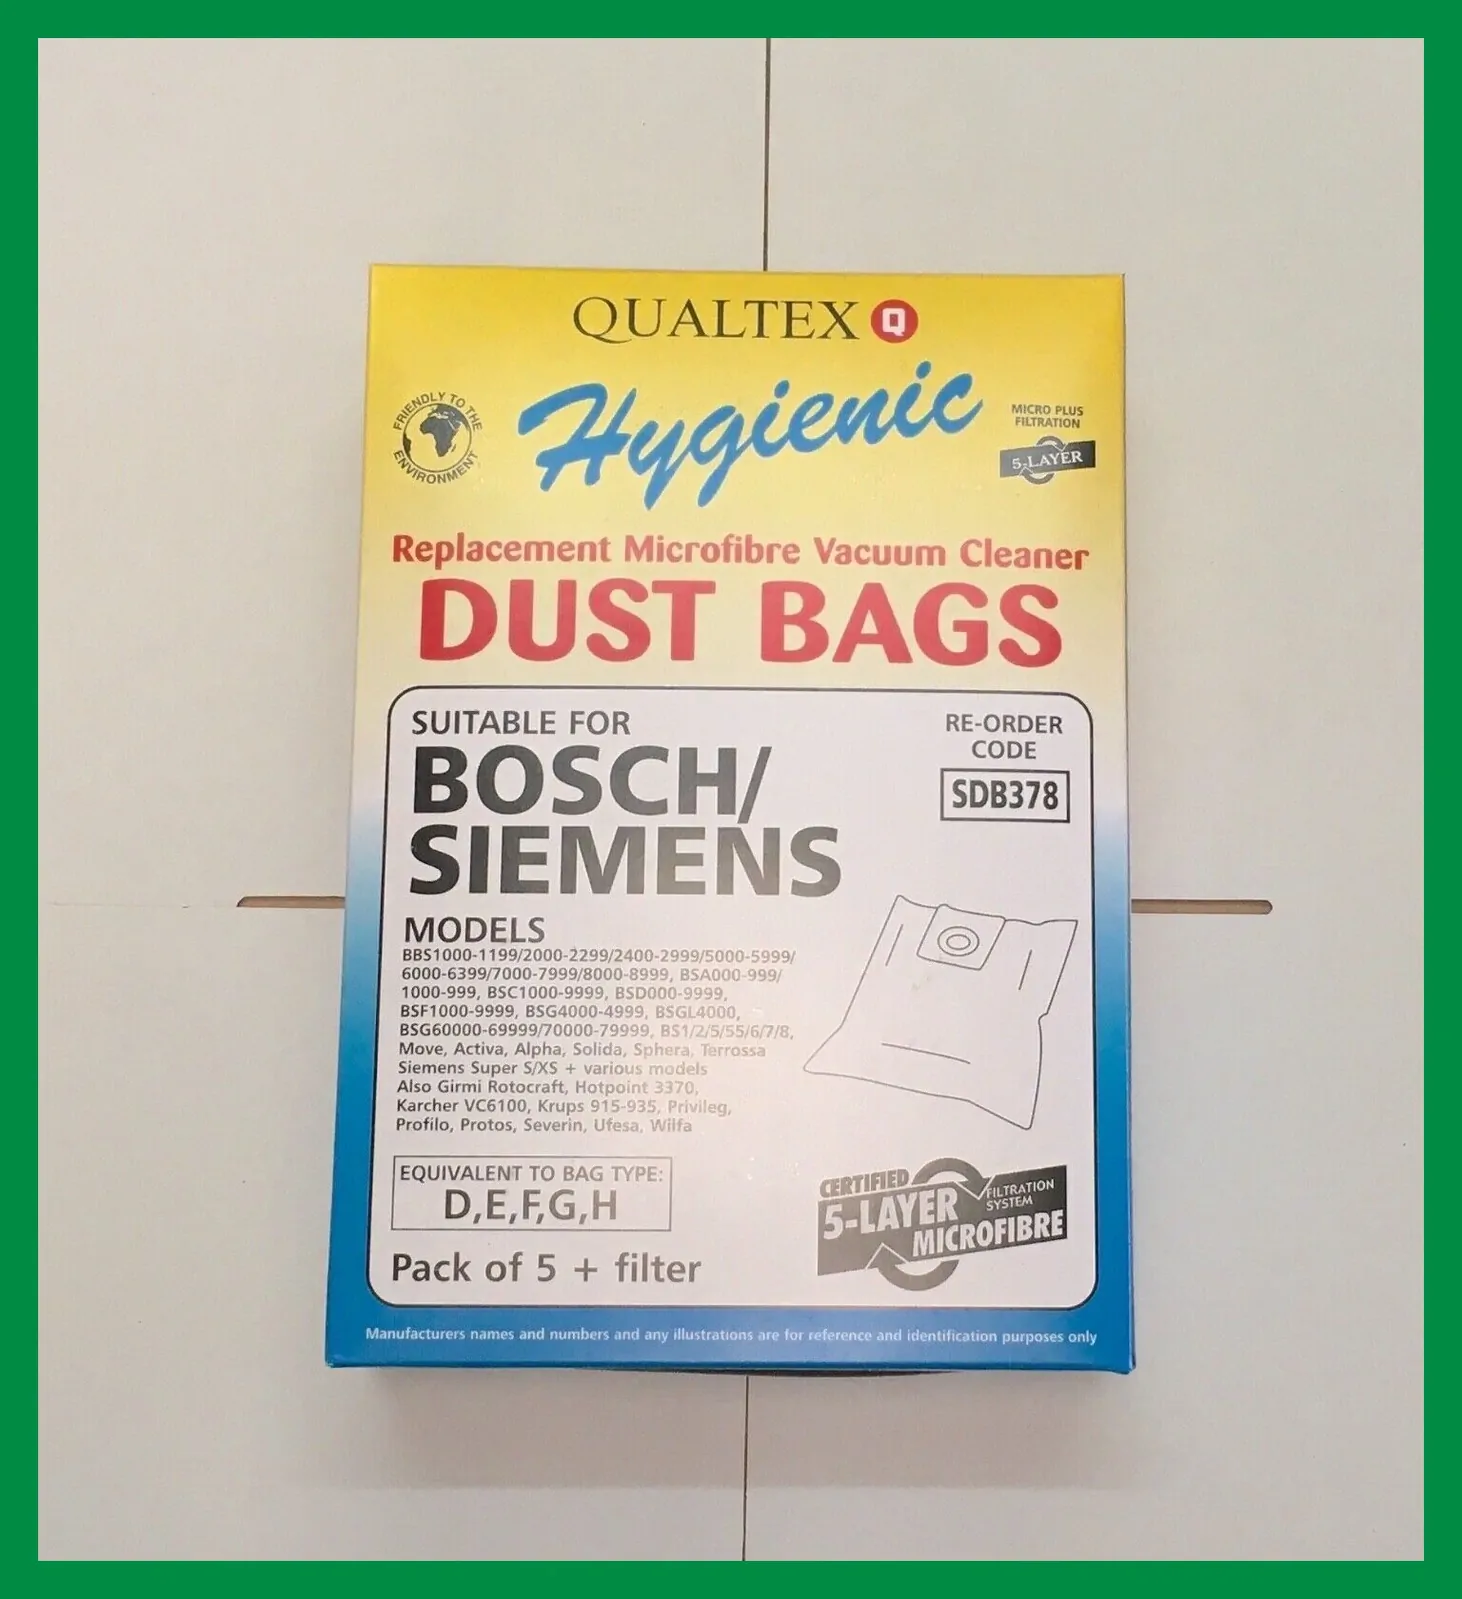 QUALTEX Q
Hygienic
FRIENDLY TO THE ENVIRONMENT
MICRO PLUS
FILTRATION
5-LAYER
Replacement Microfibre Vacuum Cleaner
DUST BAGS
SUITABLE FOR
BOSCH/
SIEMENS
RE-ORDER
CODE
SDB378
MODELS
BBS1000-1199/2000-2299/2400-2999/5000-5999/
6000-6399/7000-7999/8000-8999, BSA000-999/
1000-999, BSC1000-9999, BSD000-9999,
BSF1000-9999, BSG4000-4999, BSGL4000,
BSG60000-69999/70000-79999, BS1/2/5/55/6/7/8,
Move, Activa, Alpha, Solida, Sphera, Terrossa
Siemens Super S/XS + various models
Also Girmi Rotocraft, Hotpoint 3370,
Karcher VC6100, Krups 915-935, Privileg,
Profilo, Protos, Severin, Ufesa, Wilfa
EQUIVALENT TO BAG TYPE:
D,E,F,G,H
Pack of 5 + filter
CERTIFIED
5-LAYER
FILTRATION
SYSTEM
MICROFIBRE
Manufacturers names and numbers and any illustrations are for reference and identification purposes only